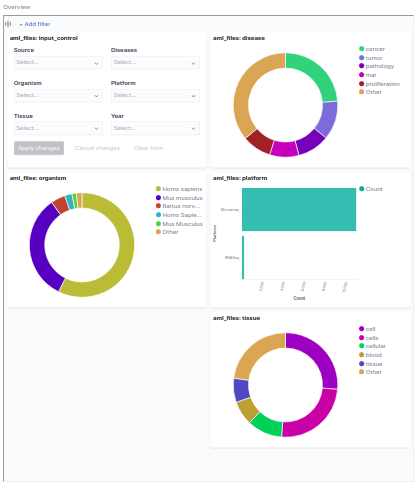 Overview
+ Add filter
aml_files: input_control
Source
Diseases
Select...
Select...
Organism
Platform
Select...
Select...
Tissue
Year
Select...
Select...
Apply changes
Cancel changes
Clear form
aml_files: disease
cancer
tumor
pathology
mar
proliferation
Other
aml_files: organism
Homo sapiens
Mus musculus
Rattus norv...
Homo Sapie...
Mus Musculus
Other
aml_files: platform
Count
Microarray
RNASeq
Platform
Count
aml_files: tissue
cell
cells
cellular
blood
tissue
Other